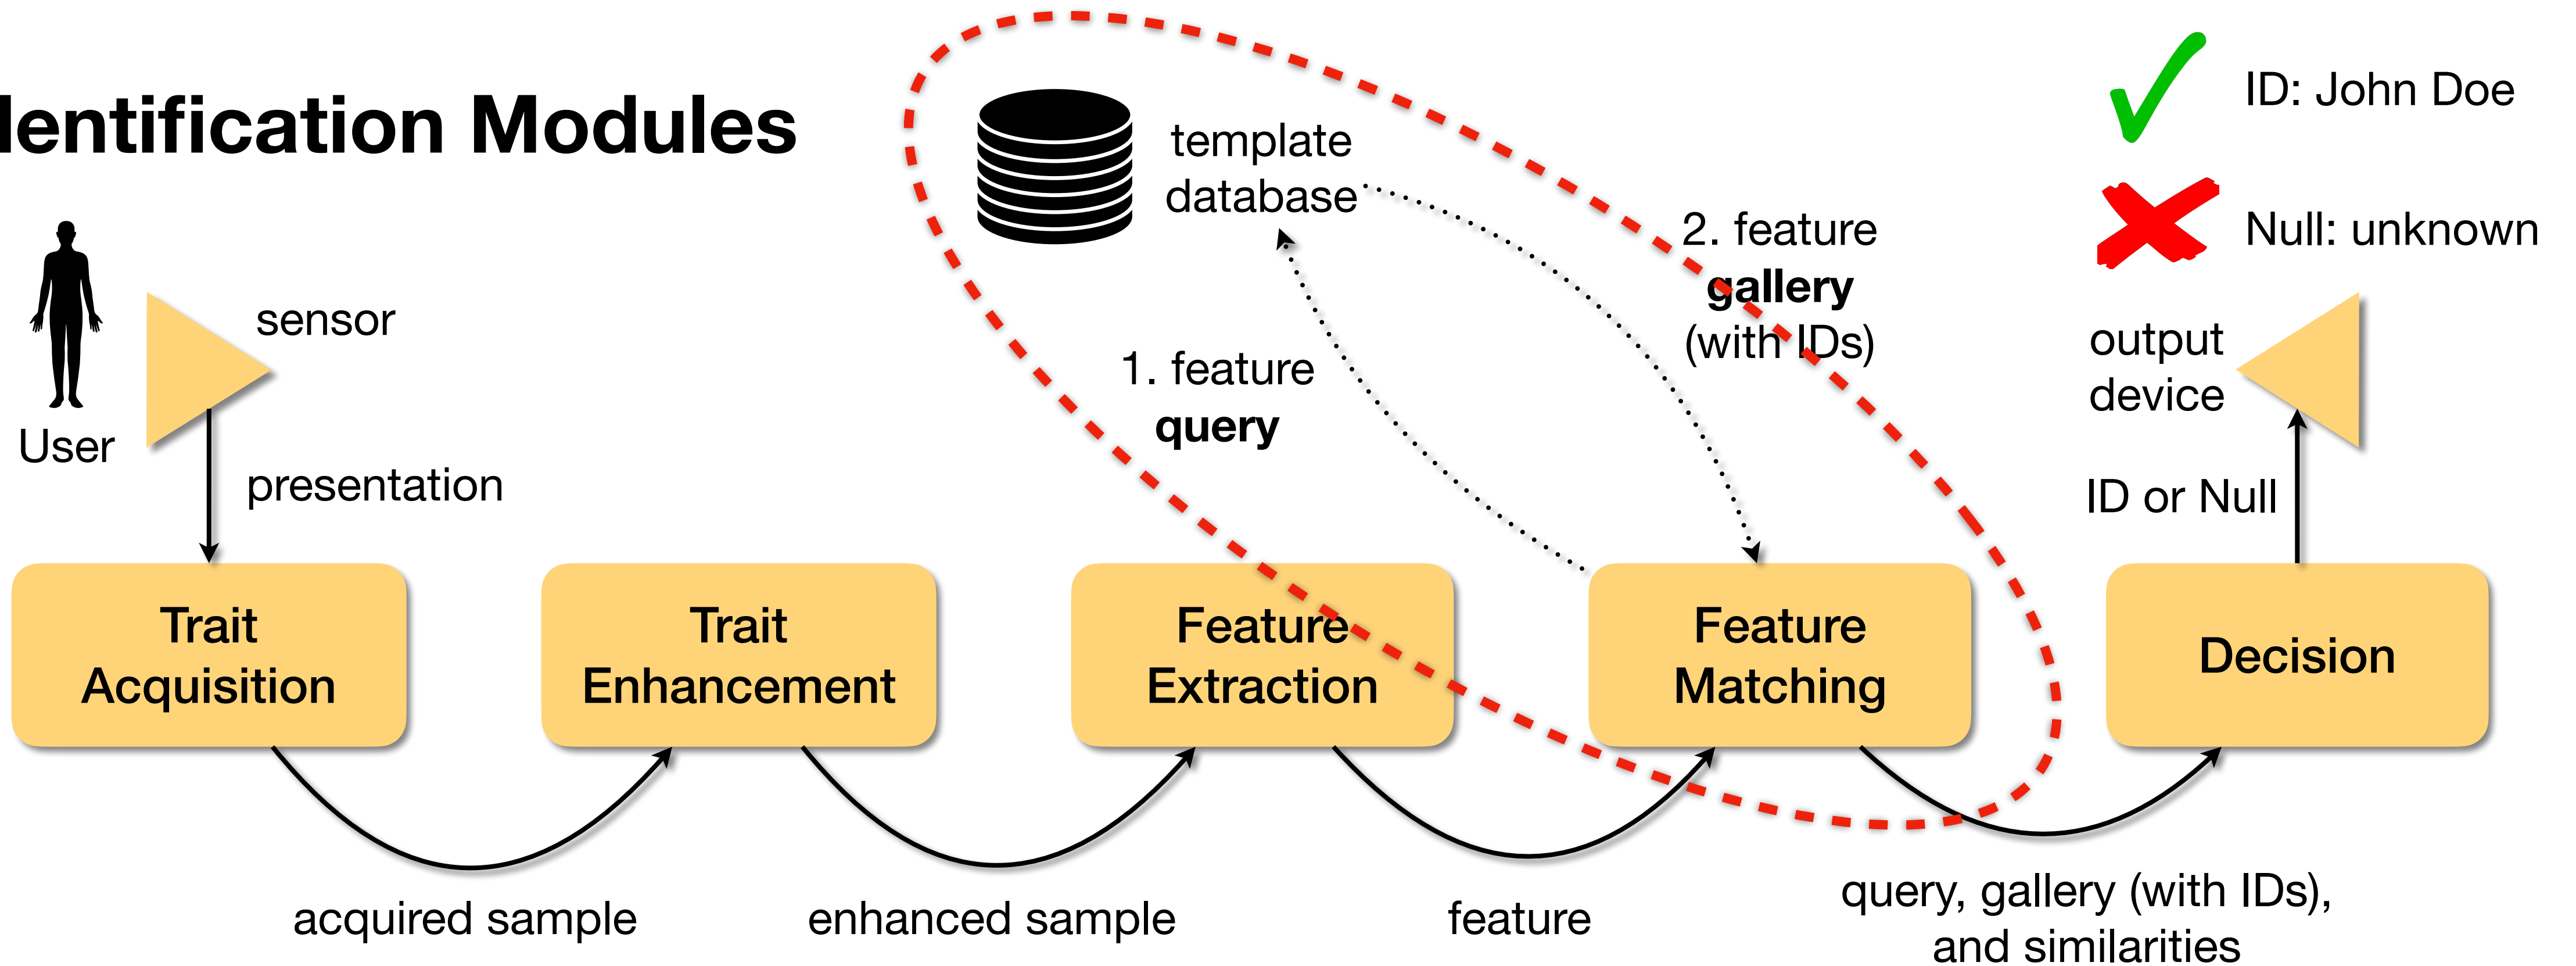 lentification Modules
User
sensor
presentation
template
database
1. feature
query
2. feature
gallery
(with IDs)
ID: John Doe
Null: unknown
output
device
ID or Null
Trait
Acquisition
Trait
Enhancement
Feature
Extraction
Feature
Matching
Decision
acquired sample
enhanced sample
feature
query, gallery (with IDs),
and similarities